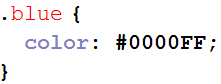 .blue {
  color: #0000FF;
}